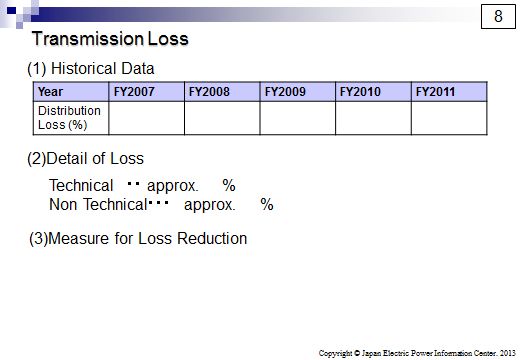 8
Transmission Loss
(1) Historical Data
Year FY2007 FY2008 FY2009 FY2010 FY2011
Distribution
Loss (%)
(2)Detail of Loss
Technical ・・ approx. %
Non Technical・・・ approx. %
(3)Measure for Loss Reduction
Copyright © Japan Electric Power Information Center. 2013